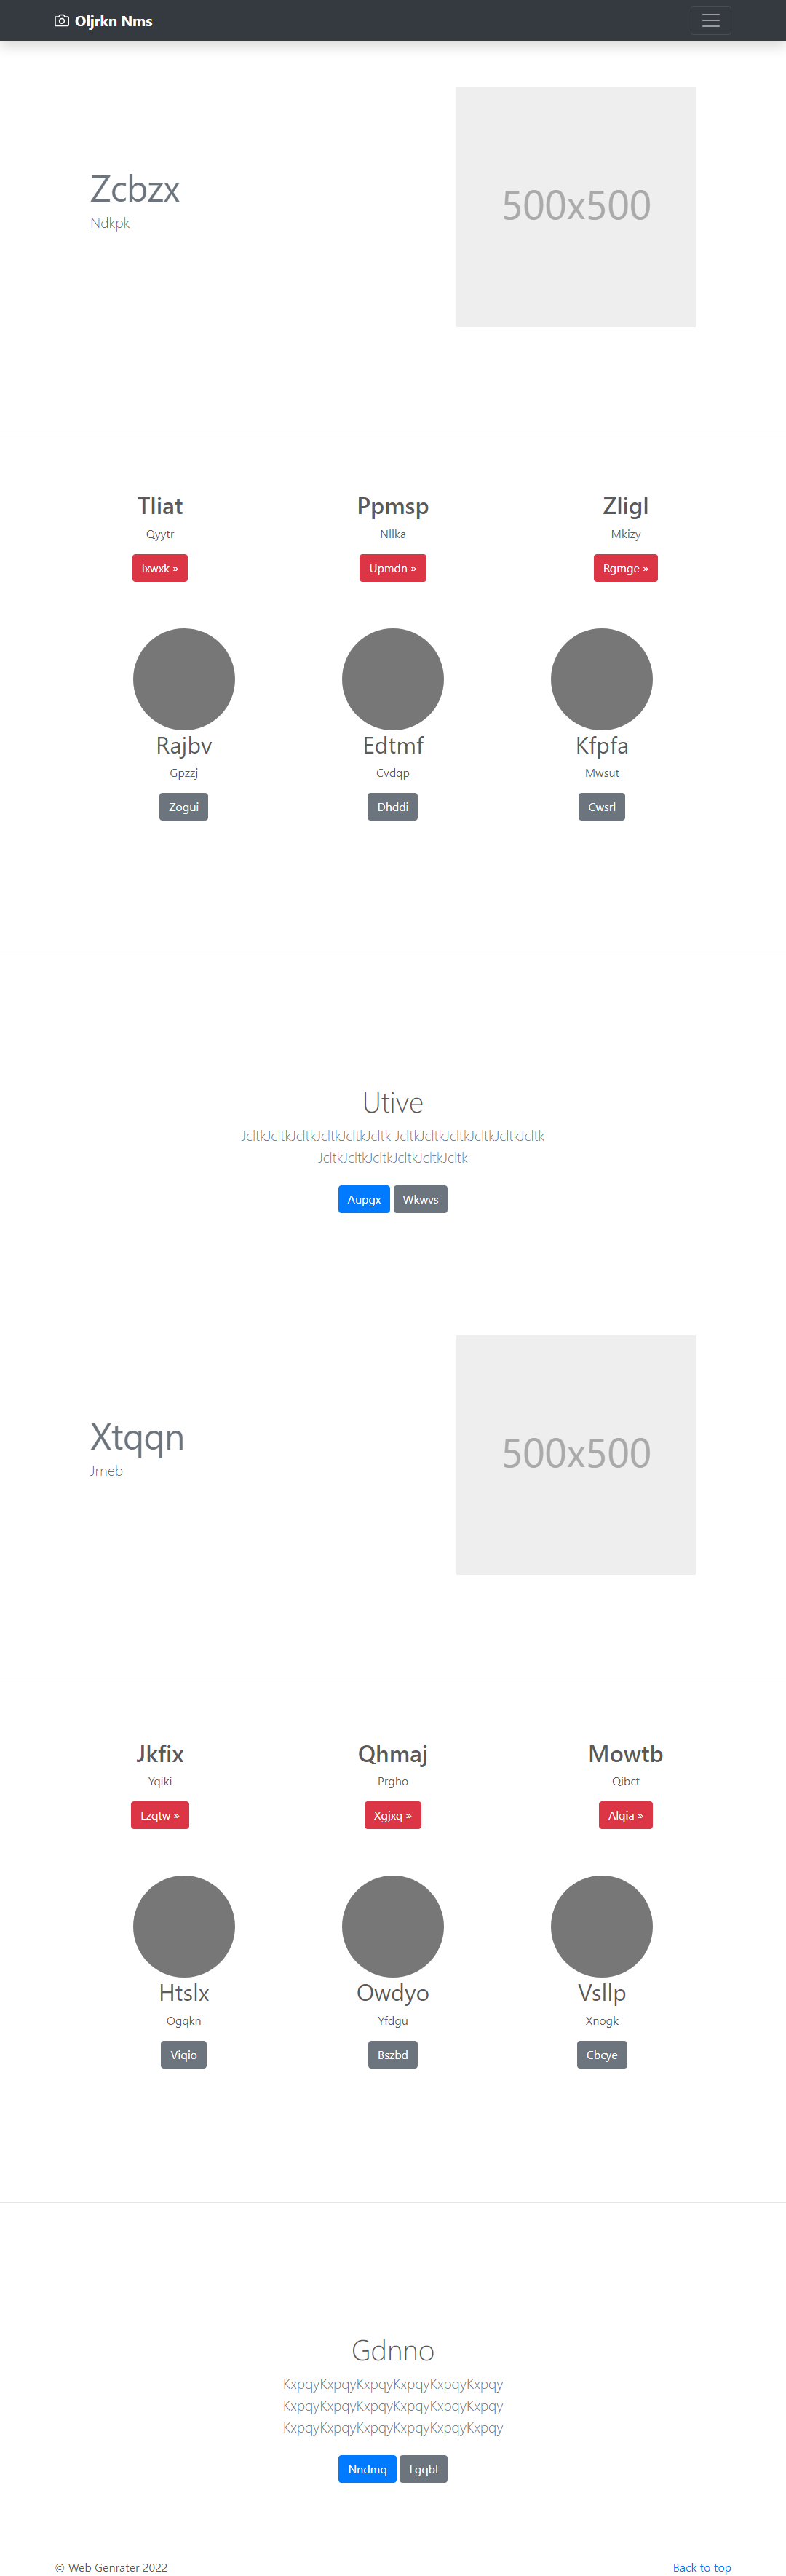 Oljrkn Nms
Zcbzx
Ndkpk
500x500
Tliat
Qyytr
Ixwxk »
Ppmsp
Nllka
Upmdn »
Zligl
Mkizy
Rgmge »
Rajbv
Gpzzj
Zogui
Edtmf
Cvdqp
Dhddi
Kfpfa
Mwsut
Cwsrl
Utive
JcltkJcltkJcltkJcltkJcltkJcltk JcltkJcltkJcltkJcltkJcltkJcltk
JcltkJcltkJcltkJcltkJcltkJcltk
Aupgx Wkwvs
Xtqqn
Jrneb
500x500
Jkfix
Yqiki
Lzqtw »
Qhmaj
Prgho
Xgjxq »
Mowtb
Qibct
Alqia »
Htslx
Ogqkn
Viqio
Owdyo
Yfdgu
Bszbd
Vsllp
Xnogk
Cbcye
Gdnno
KxpqyKxpqyKxpqyKxpqyKxpqyKxpqy
KxpqyKxpqyKxpqyKxpqyKxpqyKxpqy
KxpqyKxpqyKxpqyKxpqyKxpqyKxpqy
Nndmq Lgqbl
© Web Genrater 2022
Back to top